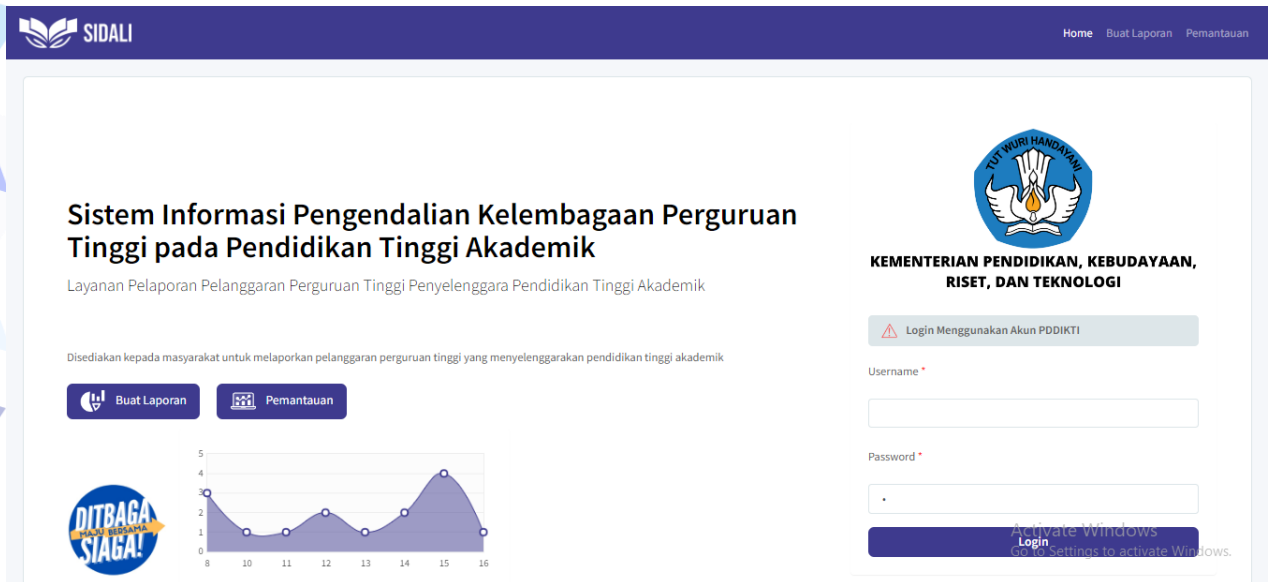 SIDALI
Home Buat Laporan Pemantauan
Sistem Informasi Pengendalian Kelembagaan Perguruan
Tinggi pada Pendidikan Tinggi Akademik
Layanan Pelaporan Pelanggaran Perguruan Tinggi Penyelenggara Pendidikan Tinggi Akademik
Disediakan kepada masyarakat untuk melaporkan pelanggaran perguruan tinggi yang menyelenggarakan pendidikan tinggi akademik
Buat Laporan Pemantauan
DITBAGA
MAJU BERSAMA
SIAGA!
5
4
3
2
1
0
8 10 11 12 13 14 15 16
TUT WURI HANDAYANI
KEMENTERIAN PENDIDIKAN, KEBUDAYAAN,
RISET, DAN TEKNOLOGI
Login Menggunakan Akun PDDIKTI
Username *
Password *
Login
Activate Windows
Go to Settings to activate Windows.